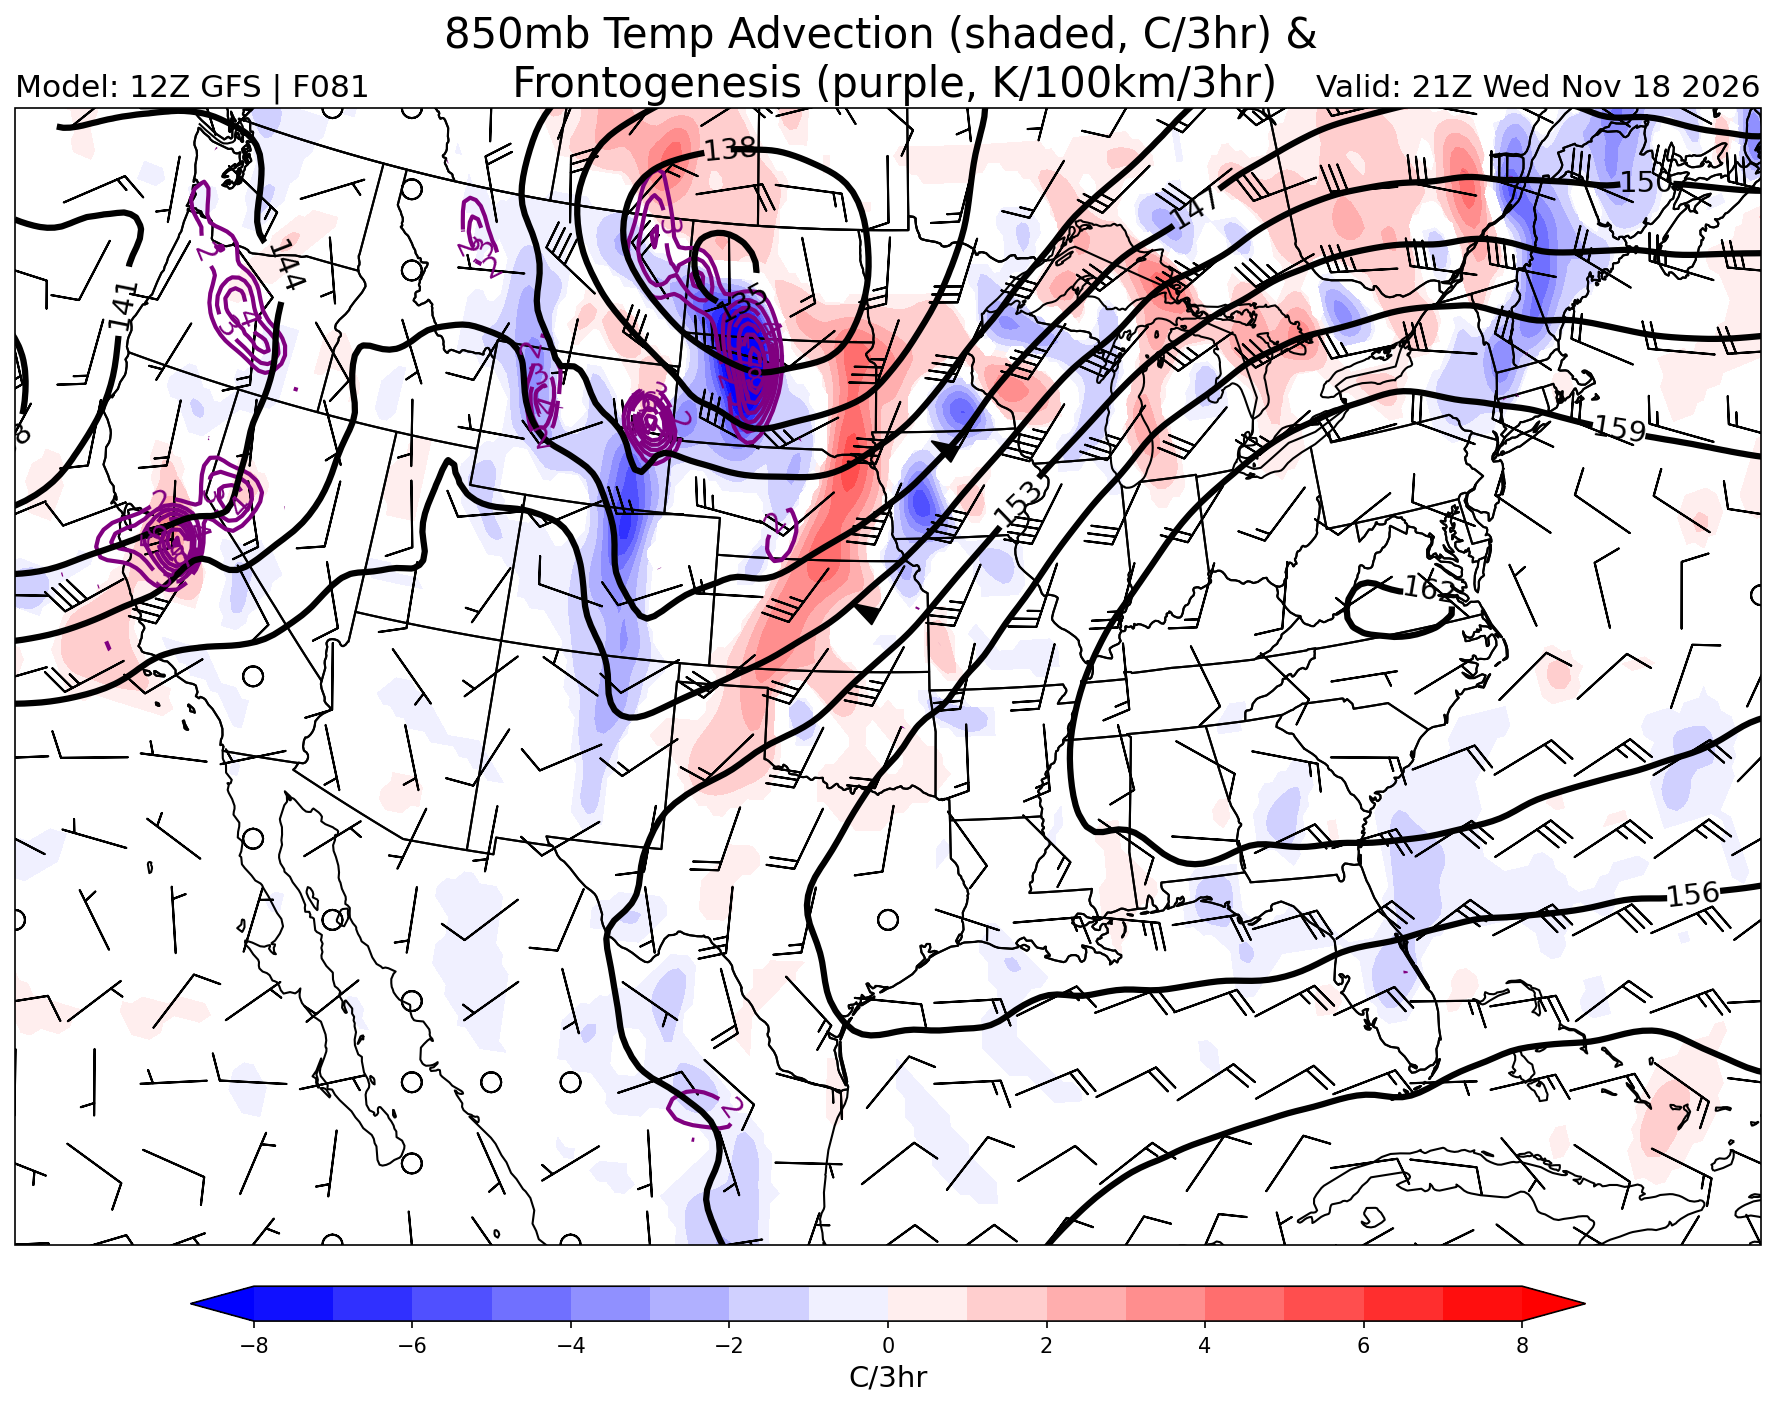 850mb Temp Advection (shaded, C/3hr) &
Frontogenesis (purple, K/100km/3hr)
Model: 12Z GFS | F081
Valid: 21Z Wed Nov 18 2026
138
147
150
144
141
135
159
153
162
156
2
−8 −6 −4 −2 0 2 4 6 8
C/3hr